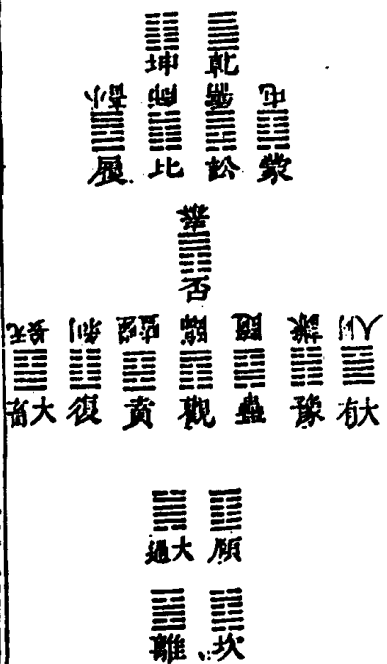 乾 坤
屯 需 師 小畜
蒙 訟 比 履
泰
否
同人 謙 隨 臨 噬嗑 剝 无妄
大有 豫 蠱 觀 賁 復 大畜
頤 大過
坎 離